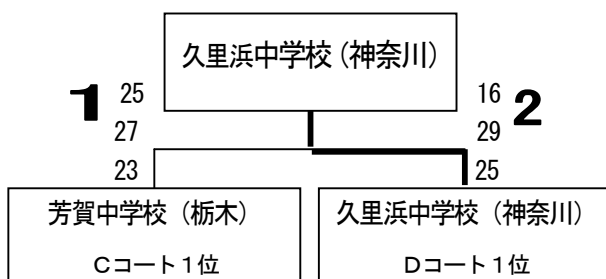 久里浜中学校（神奈川）
1 25 16 2
27 29
23 25
芳賀中学校（栃木） 久里浜中学校（神奈川）
Ｃコート１位 Ｄコート１位